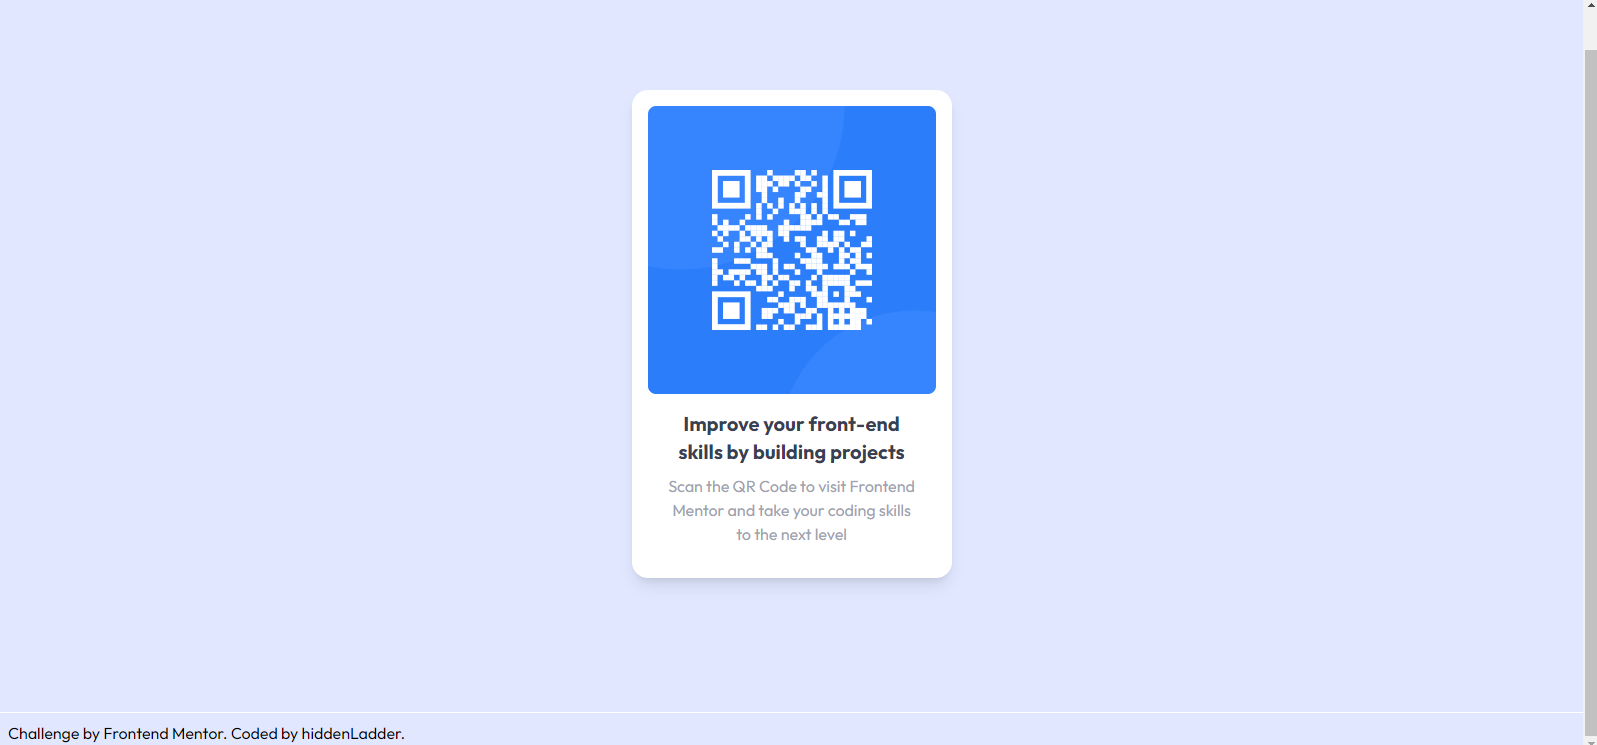 Improve your front-end
skills by building projects
Scan the QR Code to visit Frontend
Mentor and take your coding skills
to the next level
Challenge by Frontend Mentor. Coded by hiddenLadder.